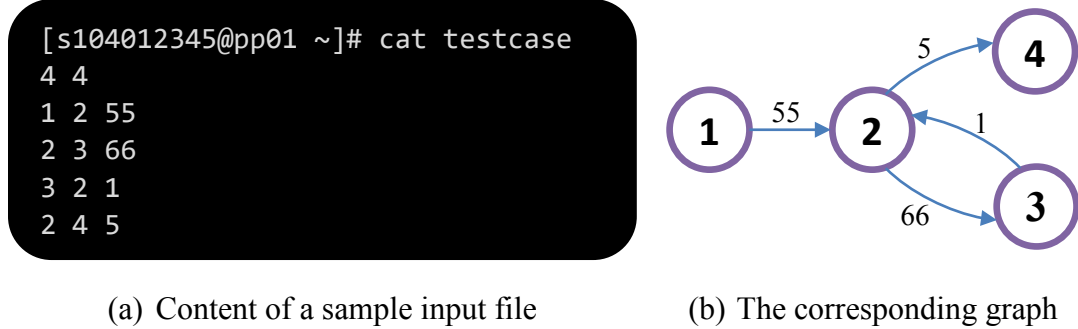 [s104012345@pp01 ~]# cat testcase
4 4
1 2 55
2 3 66
3 2 1
2 4 5
5
4
55
1
1
2
3
66
(a) Content of a sample input file
(b) The corresponding graph